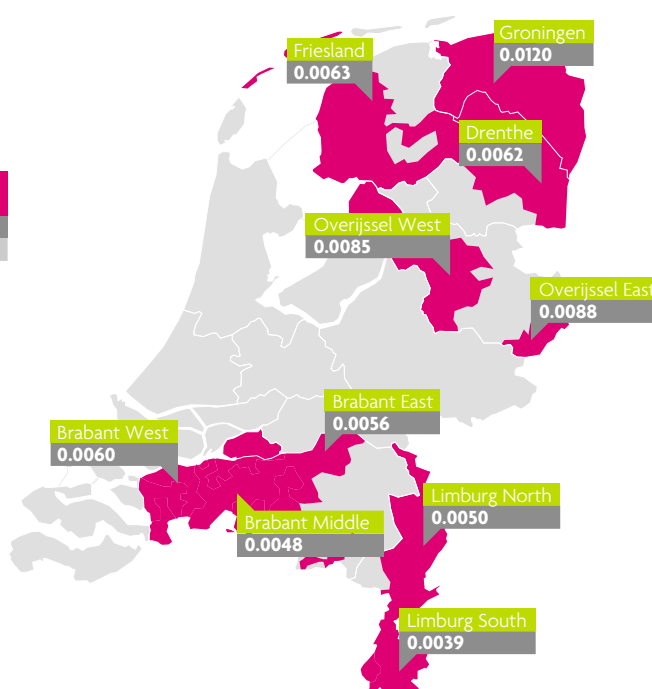 Groningen
0.0120
Friesland
0.0063
Drenthe
0.0062
Overijssel West
0.0085
Overijssel East
0.0088
Brabant East
0.0056
Brabant West
0.0060
Limburg North
0.0050
Brabant Middle
0.0048
Limburg South
0.0039